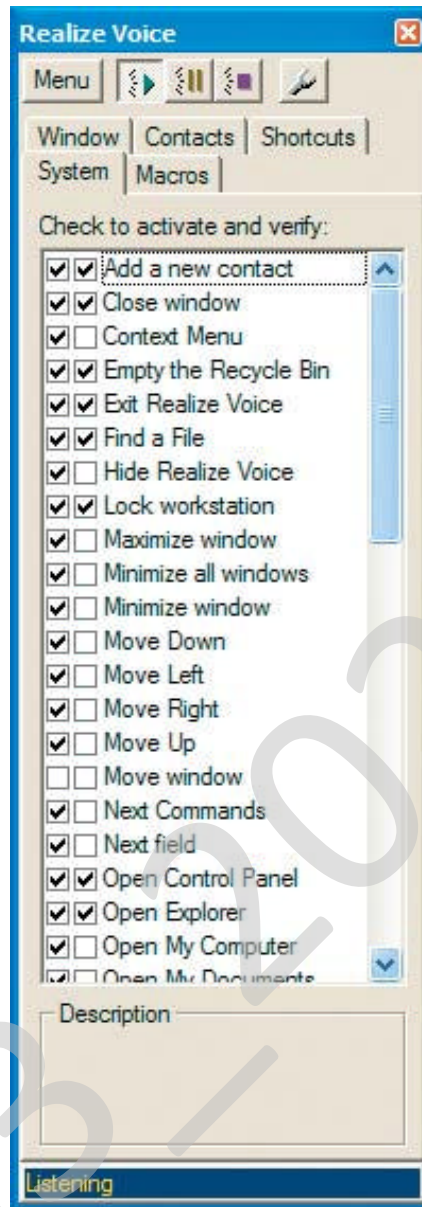 Realize Voice
Menu
Window Contacts Shortcuts
System Macros
Check to activate and verify:
Add a new contact
Close window
Context Menu
Empty the Recycle Bin
Exit Realize Voice
Find a File
Hide Realize Voice
Lock workstation
Maximize window
Minimize all windows
Minimize window
Move Down
Move Left
Move Right
Move Up
Move window
Next Commands
Next field
Open Control Panel
Open Explorer
Open My Computer
Open My Documents
Description
Listening